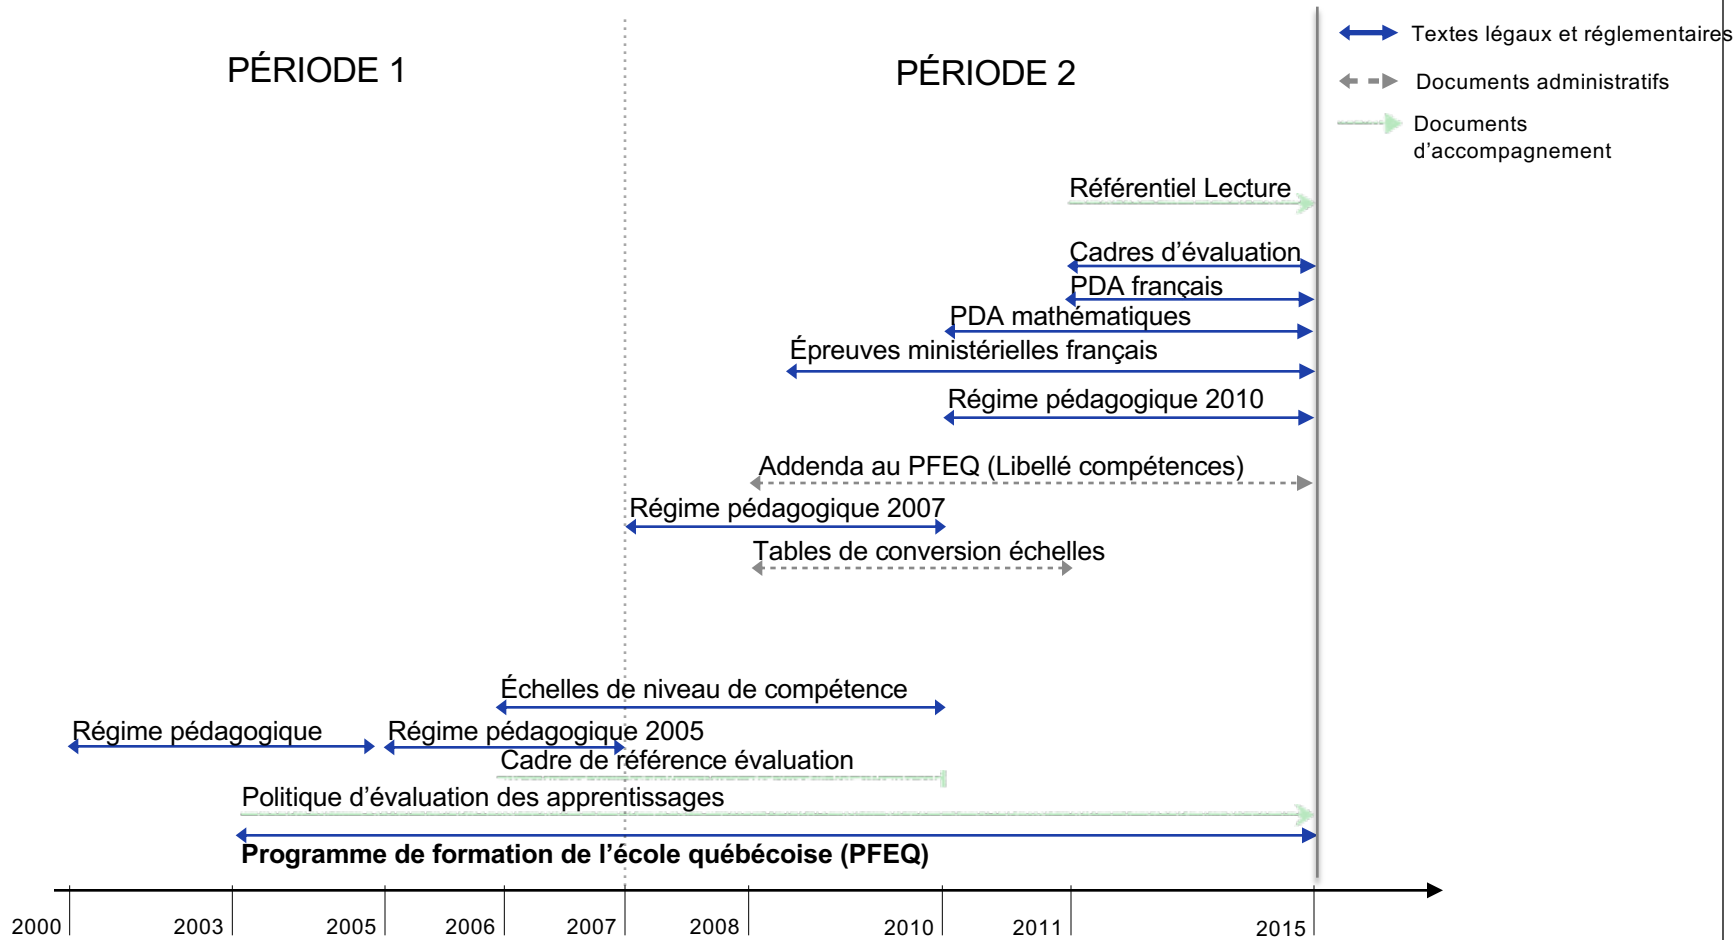 PÉRIODE 1
PÉRIODE 2
Textes légaux et réglementaires
Documents administratifs
Documents
d'accompagnement
Référentiel Lecture
Cadres d'évaluation
PDA français
PDA mathématiques
Épreuves ministérielles français
Régime pédagogique 2010
Addenda au PFEQ (Libellé compétences)
Régime pédagogique 2007
Tables de conversion échelles
Échelles de niveau de compétence
Régime pédagogique
Régime pédagogique 2005
Cadre de référence évaluation
Politique d'évaluation des apprentissages
Programme de formation de l'école québécoise (PFEQ)
2000 2003 2005 2006 2007 2008 2010 2011 2015